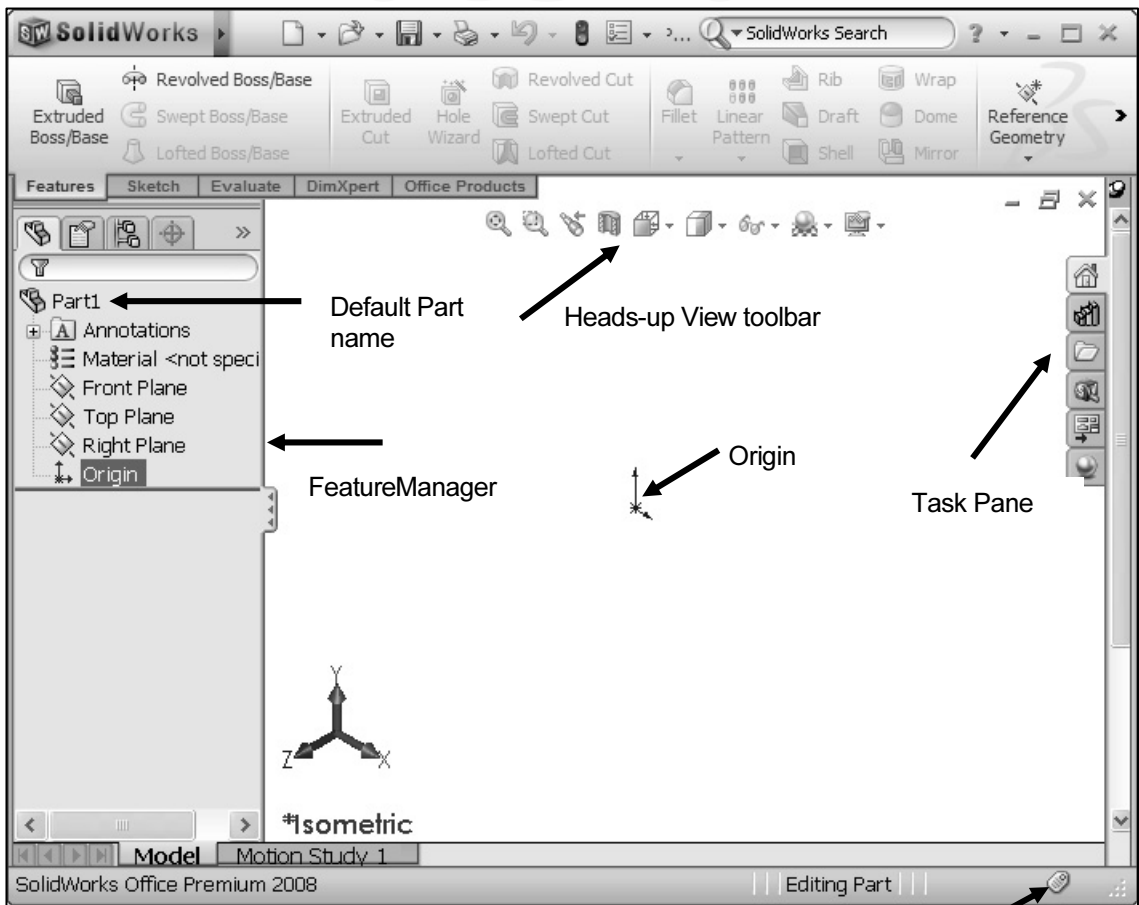 SolidWorks
SolidWorks Search
?
Extruded Boss/Base
Revolved Boss/Base
Swept Boss/Base
Lofted Boss/Base
Extruded Cut
Hole Wizard
Revolved Cut
Swept Cut
Lofted Cut
Fillet
Linear Pattern
Rib
Draft
Shell
Wrap
Dome
Mirror
Reference Geometry
Features Sketch Evaluate DimXpert Office Products
Part1
Annotations
Material <not speci
Front Plane
Top Plane
Right Plane
Origin
Default Part
name
Heads-up View toolbar
FeatureManager
Origin
Task Pane
Y
Z
X
*Isometric
Model Motion Study 1
SolidWorks Office Premium 2008
Editing Part